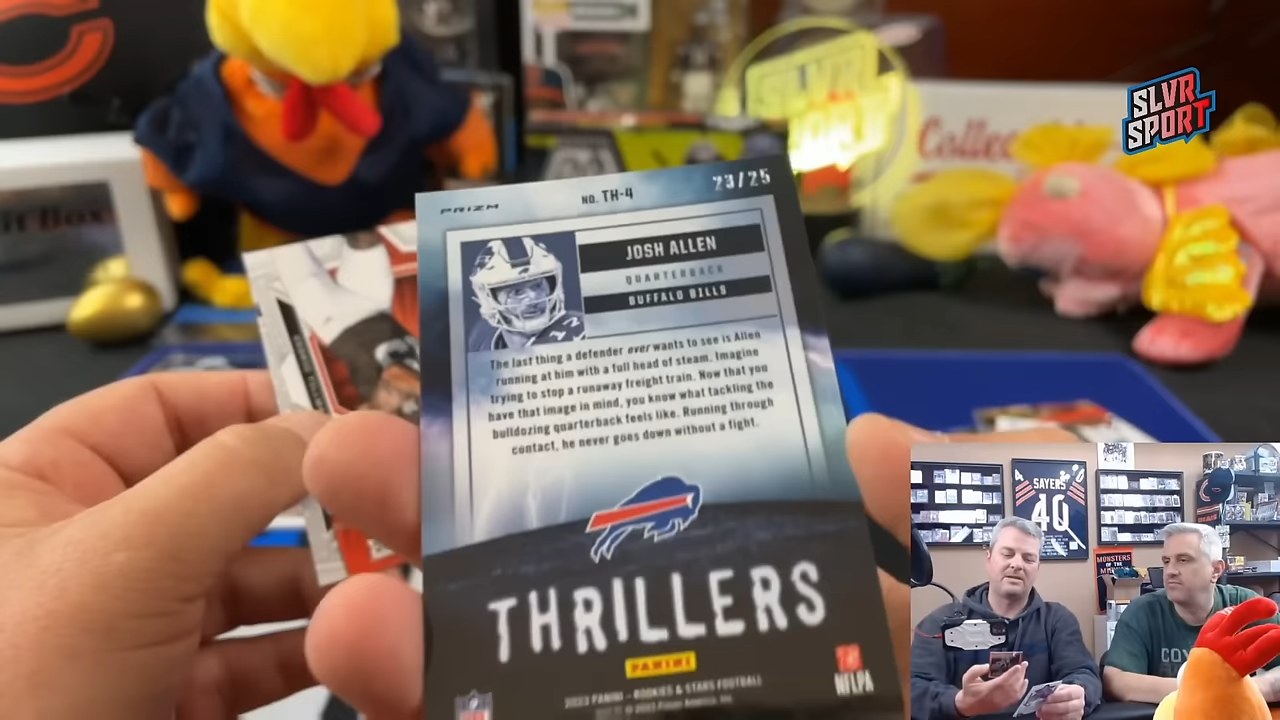 SLVR
SPORT
Collec
PRIZM
NO. TH-4
23/25
JOSH ALLEN
QUARTERBACK
BUFFALO BILLS
The last thing a defender ever wants to see is Allen
running at him with a full head of steam. Imagine
trying to stop a runaway freight train. Now that you
have that image in mind, you know what tackling the
bulldozing quarterback feels like. Running through
contact, he never goes down without a fight.
THRILLERS
PANINI
NFLPA
2023 PANINI - ROOKIES & STARS FOOTBALL
SAYERS
40
MONSTERS
OF THE